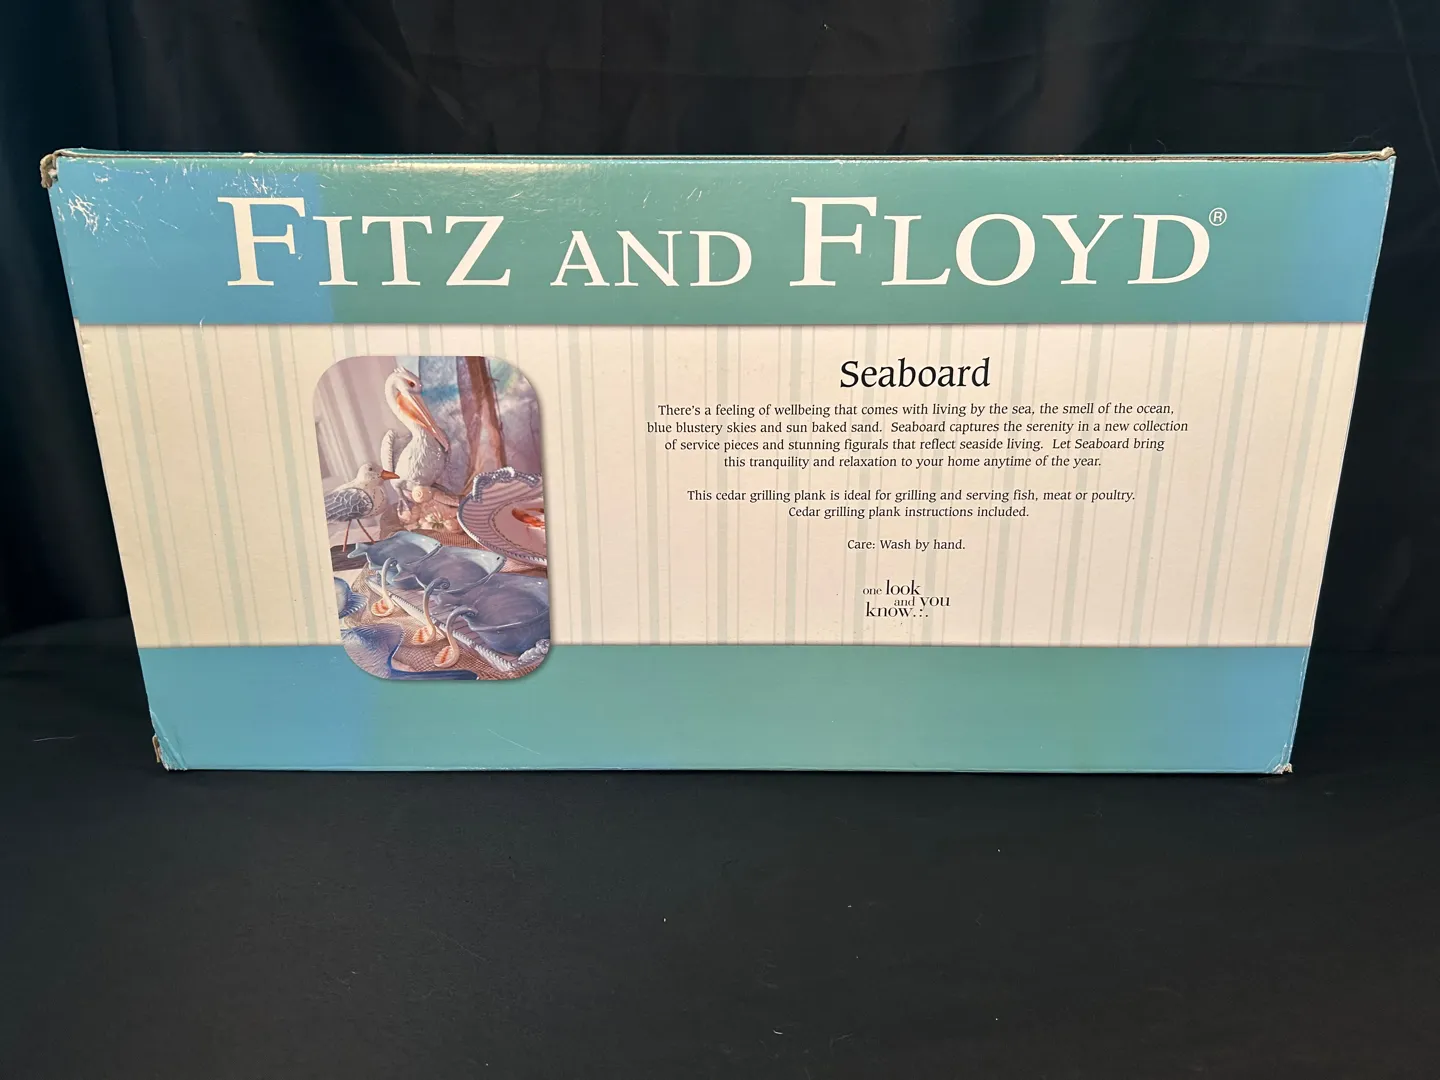 FITZ AND FLOYD®
Seaboard
There's a feeling of wellbeing that comes with living by the sea, the smell of the ocean,
blue blustery skies and sun baked sand. Seaboard captures the serenity in a new collection
of service pieces and stunning figurals that reflect seaside living. Let Seaboard bring
this tranquility and relaxation to your home anytime of the year.
This cedar grilling plank is ideal for grilling and serving fish, meat or poultry.
Cedar grilling plank instructions included.
Care: Wash by hand.
one look
and you
know.:.